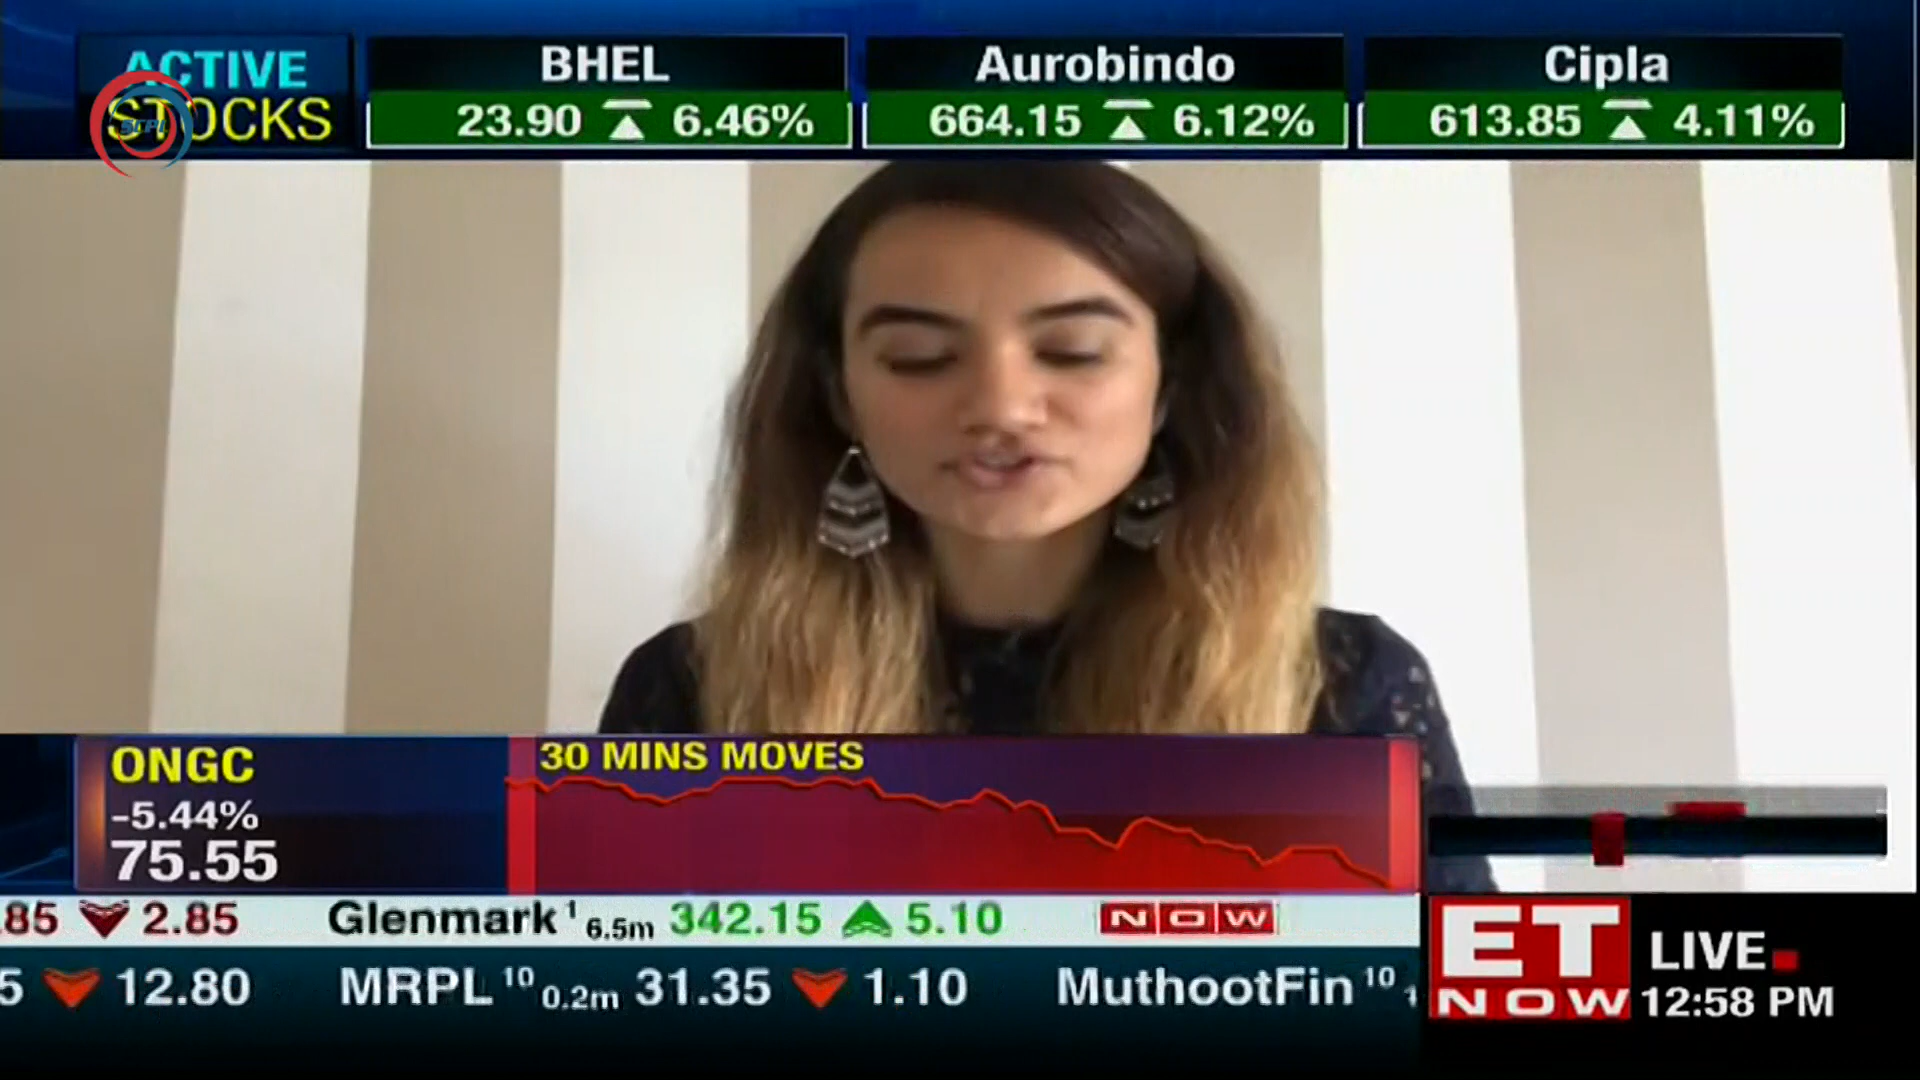 ACTIVE
STOCKS
SCPL
BHEL
23.90 6.46%
Aurobindo
664.15 6.12%
Cipla
613.85 4.11%
ONGC
-5.44%
75.55
30 MINS MOVES
.85 2.85 Glenmark 1 6.5m 342.15 5.10 NOW
5 12.80 MRPL 10 0.2m 31.35 1.10 MuthootFin 10
ET
NOW
LIVE
12:58 PM